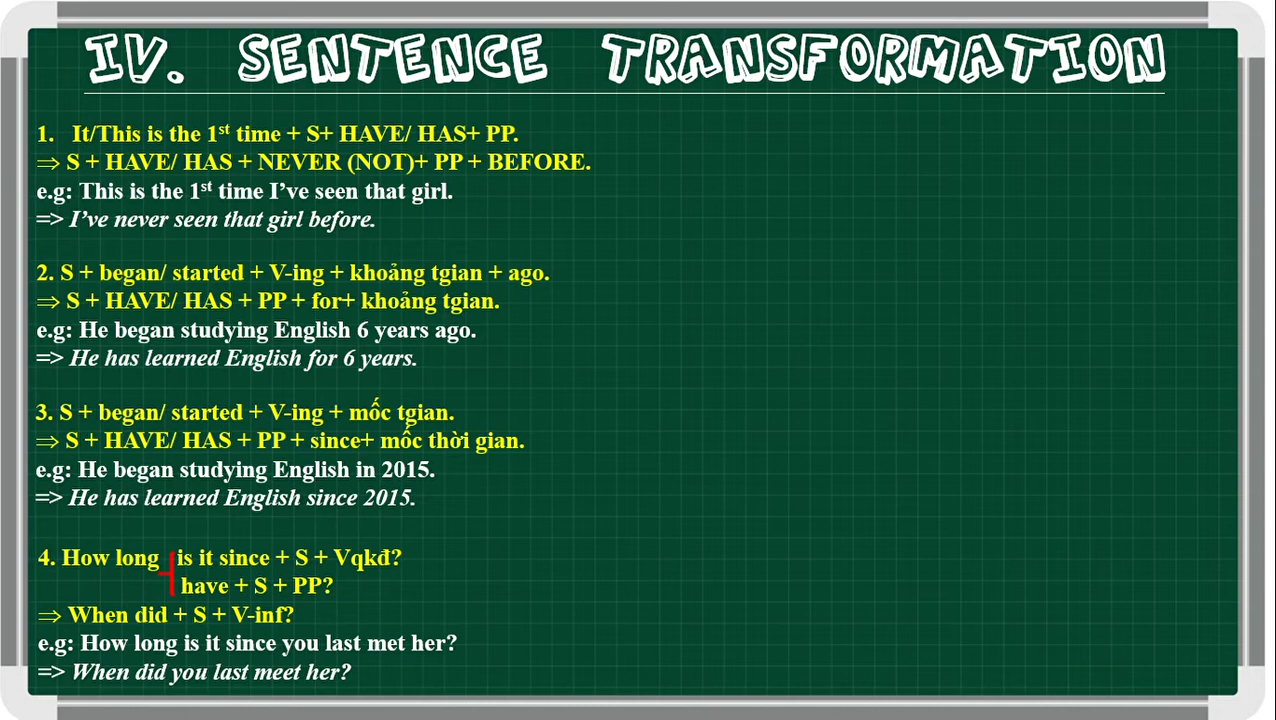 IV. SENTENCE TRANSFORMATION
1. It/This is the 1st time + S+ HAVE/ HAS+ PP.
⇒ S + HAVE/ HAS + NEVER (NOT)+ PP + BEFORE.
e.g: This is the 1st time I’ve seen that girl.
=> I’ve never seen that girl before.
2. S + began/ started + V-ing + khoảng tgian + ago.
⇒ S + HAVE/ HAS + PP + for+ khoảng tgian.
e.g: He began studying English 6 years ago.
=> He has learned English for 6 years.
3. S + began/ started + V-ing + mốc tgian.
⇒ S + HAVE/ HAS + PP + since+ mốc thời gian.
e.g: He began studying English in 2015.
=> He has learned English since 2015.
4. How long is it since + S + Vqkđ?
have + S + PP?
⇒ When did + S + V-inf?
e.g: How long is it since you last met her?
=> When did you last meet her?